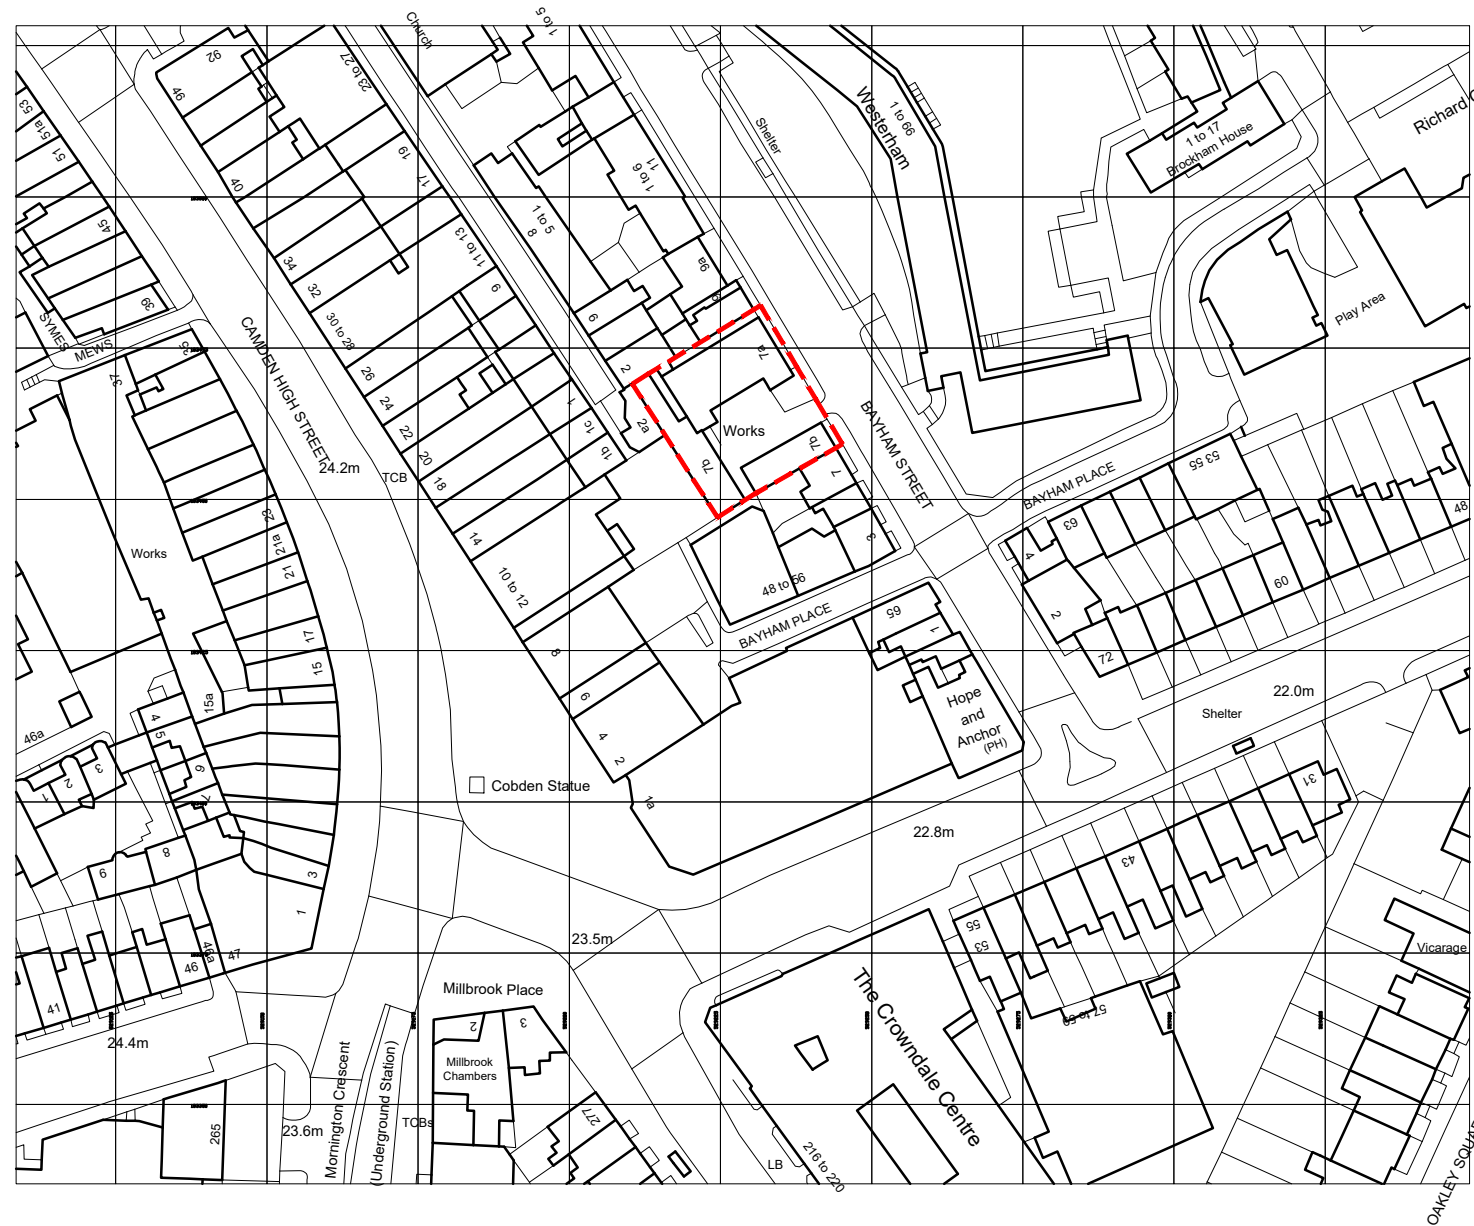 Church
1 to 5
92
23 to 27
94
53
51a
51
45
39
40
19
17
11 to 13
9
34
32
30 to 28
26
24
22
20
18
14
10 to 12
8
6
4
2
1a
1
1c
1b
1 to 5
8
1 to 6
11
9a
9
6
2
2a
7a
7b
7b
Works
7
3
Shelter
Westerham
1 to 66
1 to 17
Brockham House
Richard
Play Area
SYMES
MEWS
37
35
CAMDEN HIGH STREET
24.2m
TCB
BAYHAM STREET
BAYHAM PLACE
53 55
63
4
2
72
60
48
48 to 56
BAYHAM PLACE
65
1
Hope
and
Anchor
(PH)
22.0m
Shelter
Works
23
21a
21
17
15
15a
46a
4
5
6
7
1
2
3
9
8
3
1
Cobden Statue
22.8m
31
43
55
53
57 to 59
23.5m
Vicarage
41
46
46a
47
24.4m
Millbrook Place
2
3
Millbrook
Chambers
TCBs
277
265
23.6m
Mornington Crescent
(Underground Station)
The Crowndale Centre
LB
216 to 220
OAKLEY SQUAR